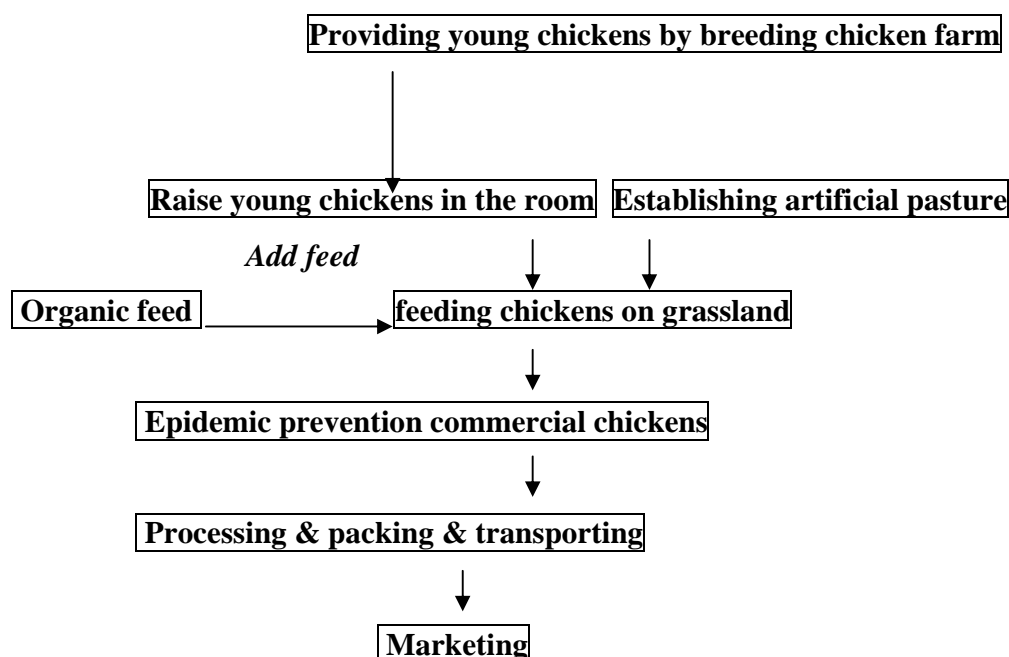 Providing young chickens by breeding chicken farm
Raise young chickens in the room
Establishing artificial pasture
Add feed
Organic feed
feeding chickens on grassland
Epidemic prevention commercial chickens
Processing & packing & transporting
Marketing